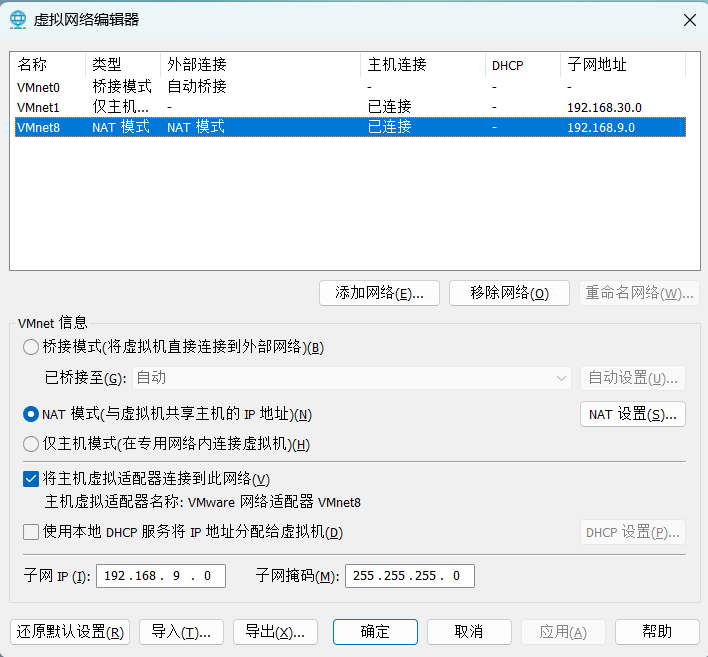 虚拟网络编辑器
名称 类型 外部连接 主机连接 DHCP 子网地址
VMnet0 桥接模式 自动桥接 - - -
VMnet1 仅主机... - 已连接 - 192.168.30.0
VMnet8 NAT 模式 NAT 模式 已连接 - 192.168.9.0
添加网络(E)... 移除网络(O) 重命名网络(W)...
VMnet 信息
桥接模式(将虚拟机直接连接到外部网络)(B)
已桥接至(G): 自动 自动设置(U)...
NAT 模式(与虚拟机共享主机的 IP 地址)(N) NAT 设置(S)...
仅主机模式(在专用网络内连接虚拟机)(H)
将主机虚拟适配器连接到此网络(V)
主机虚拟适配器名称: VMware 网络适配器 VMnet8
使用本地 DHCP 服务将 IP 地址分配给虚拟机(D) DHCP 设置(P)...
子网 IP (I): 192.168. 9 . 0 子网掩码(M): 255.255.255. 0
还原默认设置(R) 导入(T)... 导出(X)... 确定 取消 应用(A) 帮助